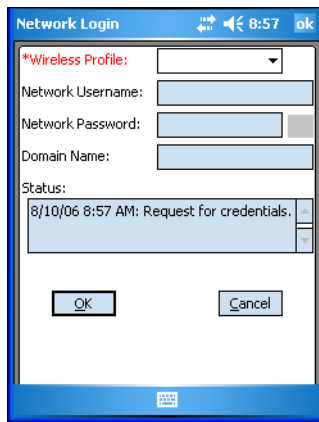 Network Login 8:57 ok
*Wireless Profile:
Network Username:
Network Password:
Domain Name:
Status:
8/10/06 8:57 AM: Request for credentials.
OK Cancel